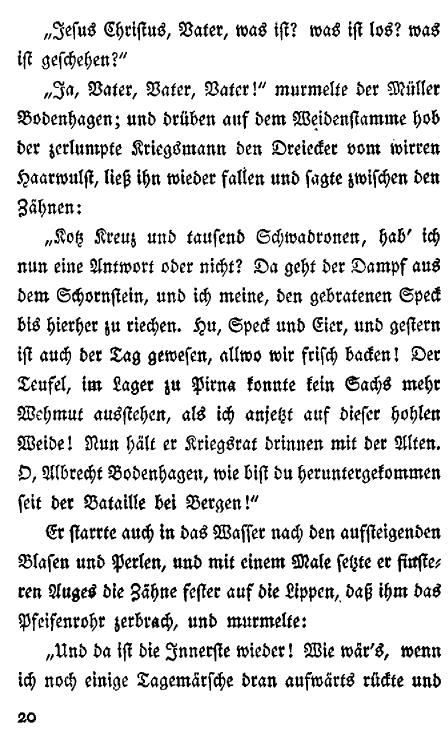 „Jesus Christus, Vater, was ist? was ist los? was
ist geschehen?“
„Ja, Vater, Vater, Vater!“ murmelte der Müller
Bodenhagen; und drüben auf dem Weidenstamme hob
der zerlumpte Kriegsmann den Dreiecker vom wirren
Haarwulst, ließ ihn wieder fallen und sagte zwischen den
Zähnen:
„Kotz Kreuz und tausend Schwadronen, hab' ich
nun eine Antwort oder nicht? Da geht der Dampf aus
dem Schornstein, und ich meine, den gebratenen Speck
bis hierher zu riechen. Hu, Speck und Eier, und gestern
ist auch der Tag gewesen, allwo wir frisch backen! Der
Teufel, im Lager zu Pirna konnte kein Sachs mehr
Wehmut ausstehen, als ich anjetzt auf dieser hohlen
Weide! Nun hält er Kriegsrat drinnen mit der Alten.
O, Albrecht Bodenhagen, wie bist du heruntergekommen
seit der Bataille bei Bergen!“
Er starrte auch in das Wasser nach den aufsteigenden
Blasen und Perlen, und mit einem Male setzte er finste-
ren Auges die Zähne fester auf die Lippen, daß ihm das
Pfeifenrohr zerbrach, und murmelte:
„Und da ist die Innerste wieder! Wie wär's, wenn
ich noch einige Tagemärsche dran aufwärts rückte und
20